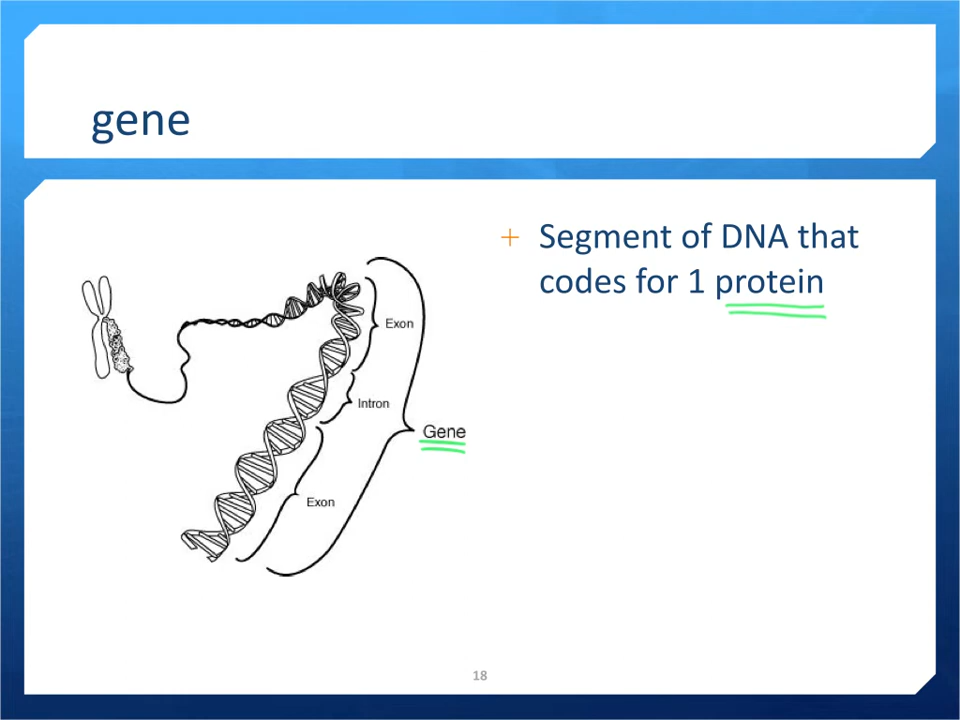 gene
+ Segment of DNA that
codes for 1 protein
Exon
Intron
Gene
Exon
18